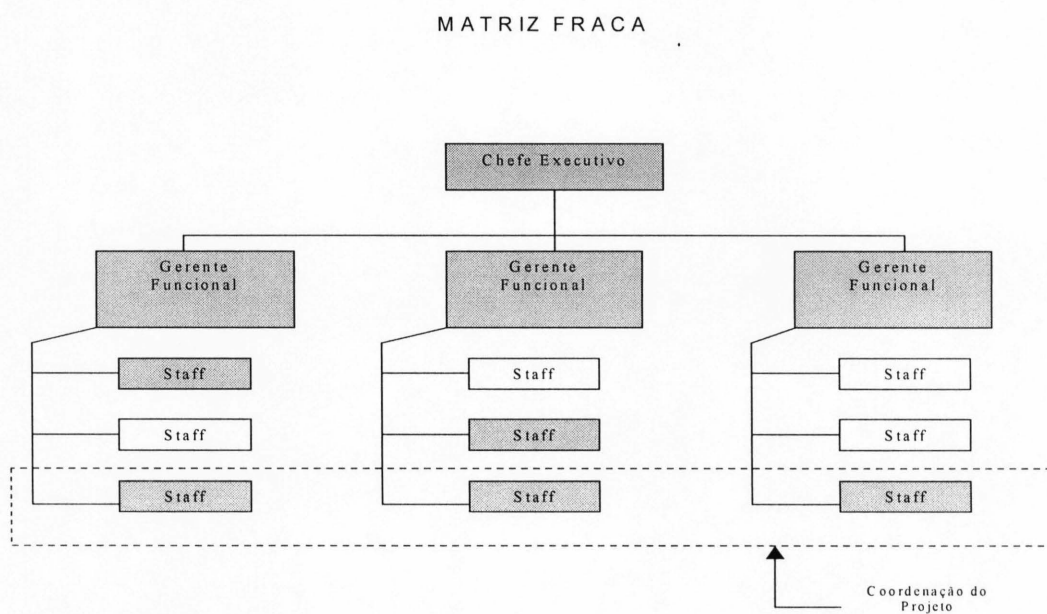 MATRIZ FRACA
Chefe Executivo
Gerente
Funcional
Gerente
Funcional
Gerente
Funcional
Staff
Staff
Staff
Staff
Staff
Staff
Staff
Staff
Staff
Coordenação do
Projeto